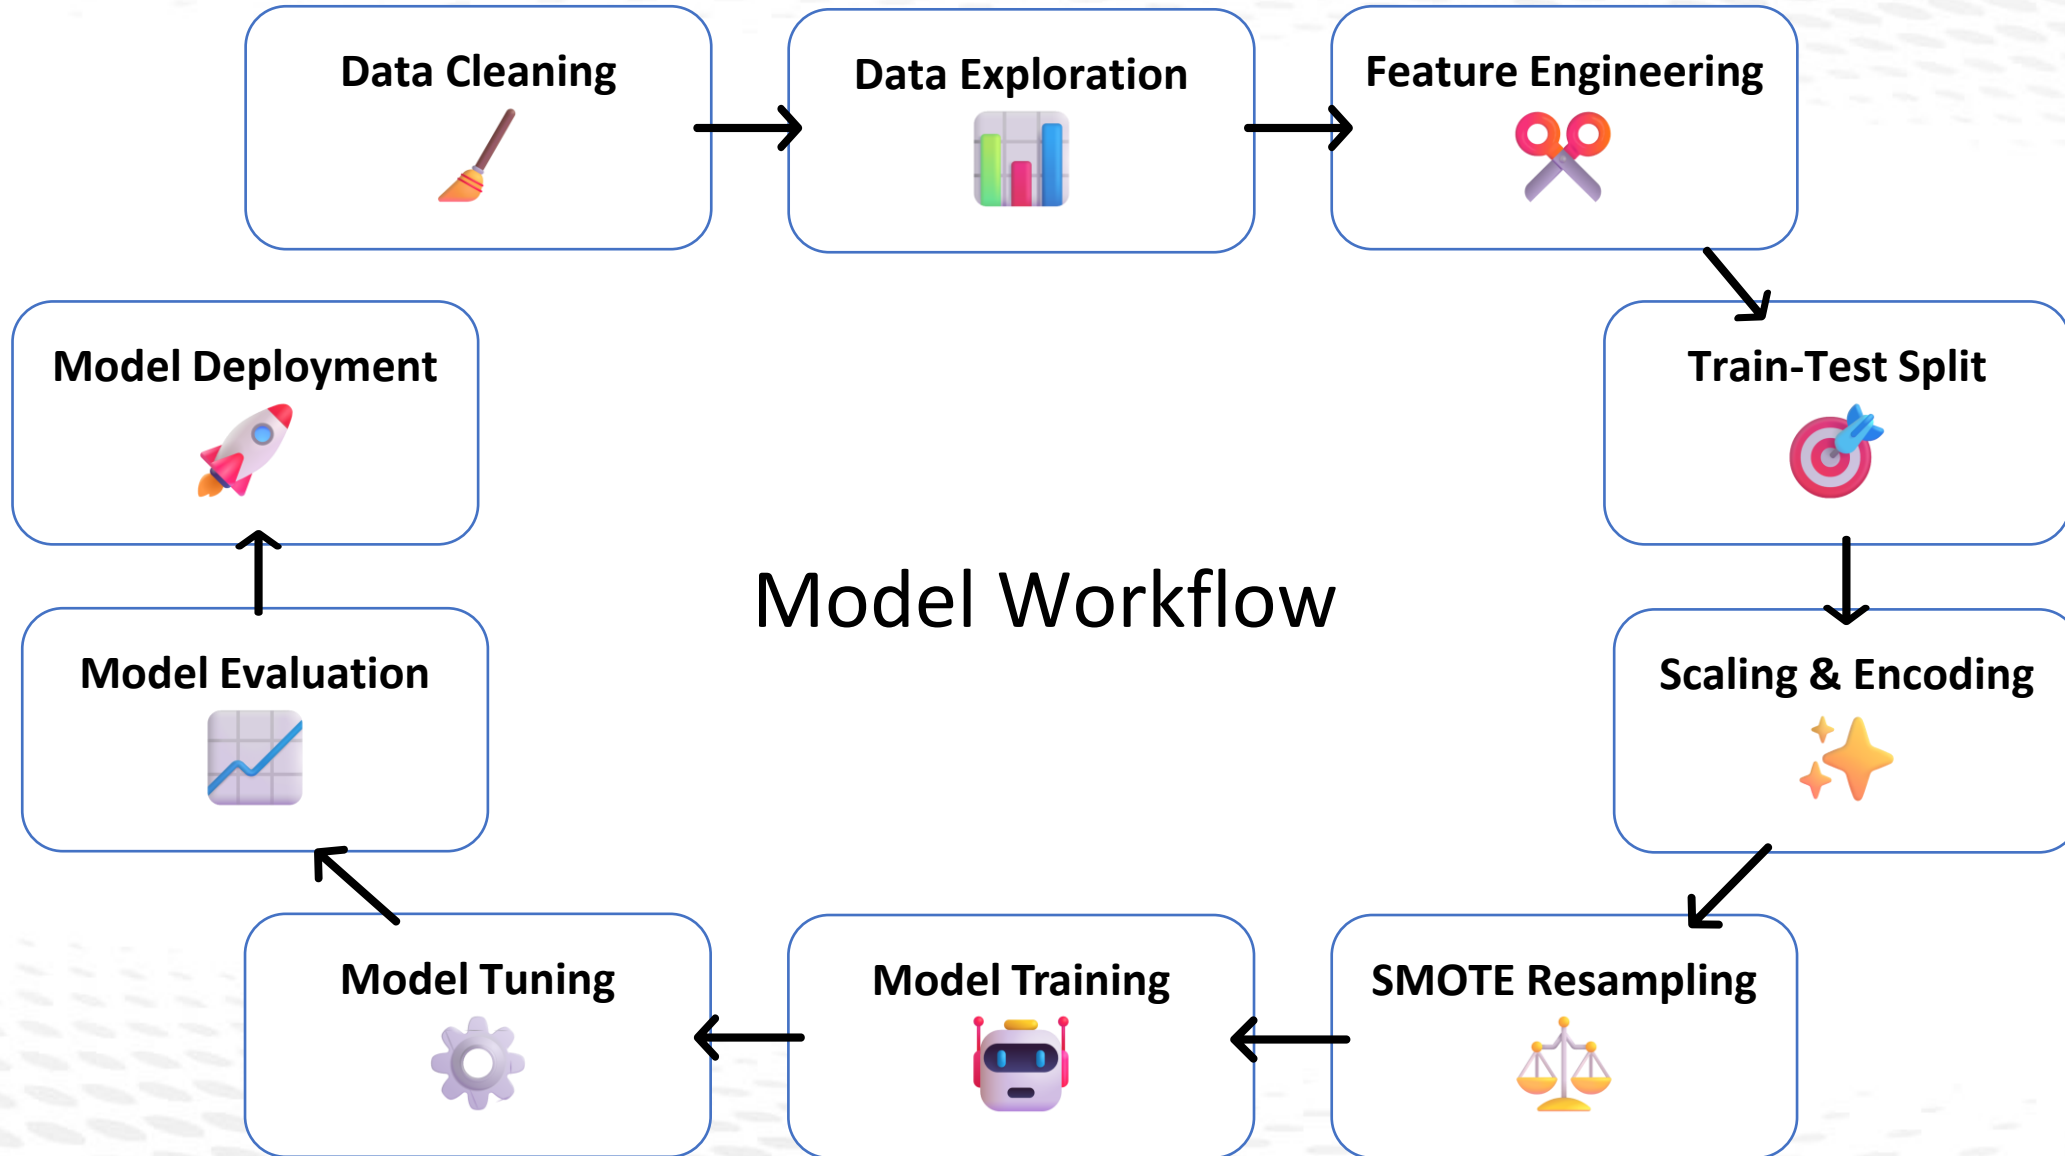 Data Cleaning
Data Exploration
Feature Engineering
Train-Test Split
Scaling & Encoding
SMOTE Resampling
Model Training
Model Tuning
Model Evaluation
Model Deployment
Model Workflow